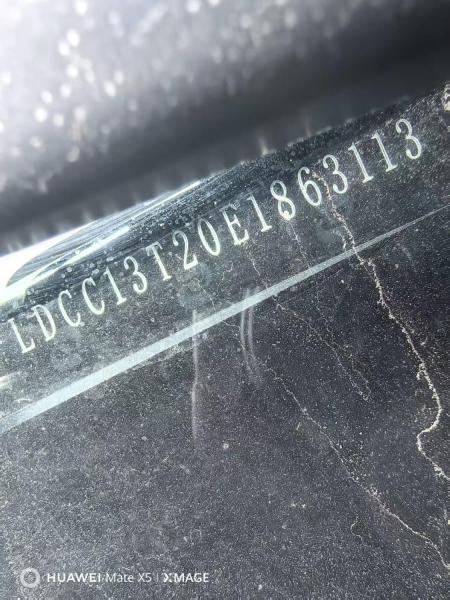 LDCC13T20E1863113
HUAWEI Mate X5 | XMAGE